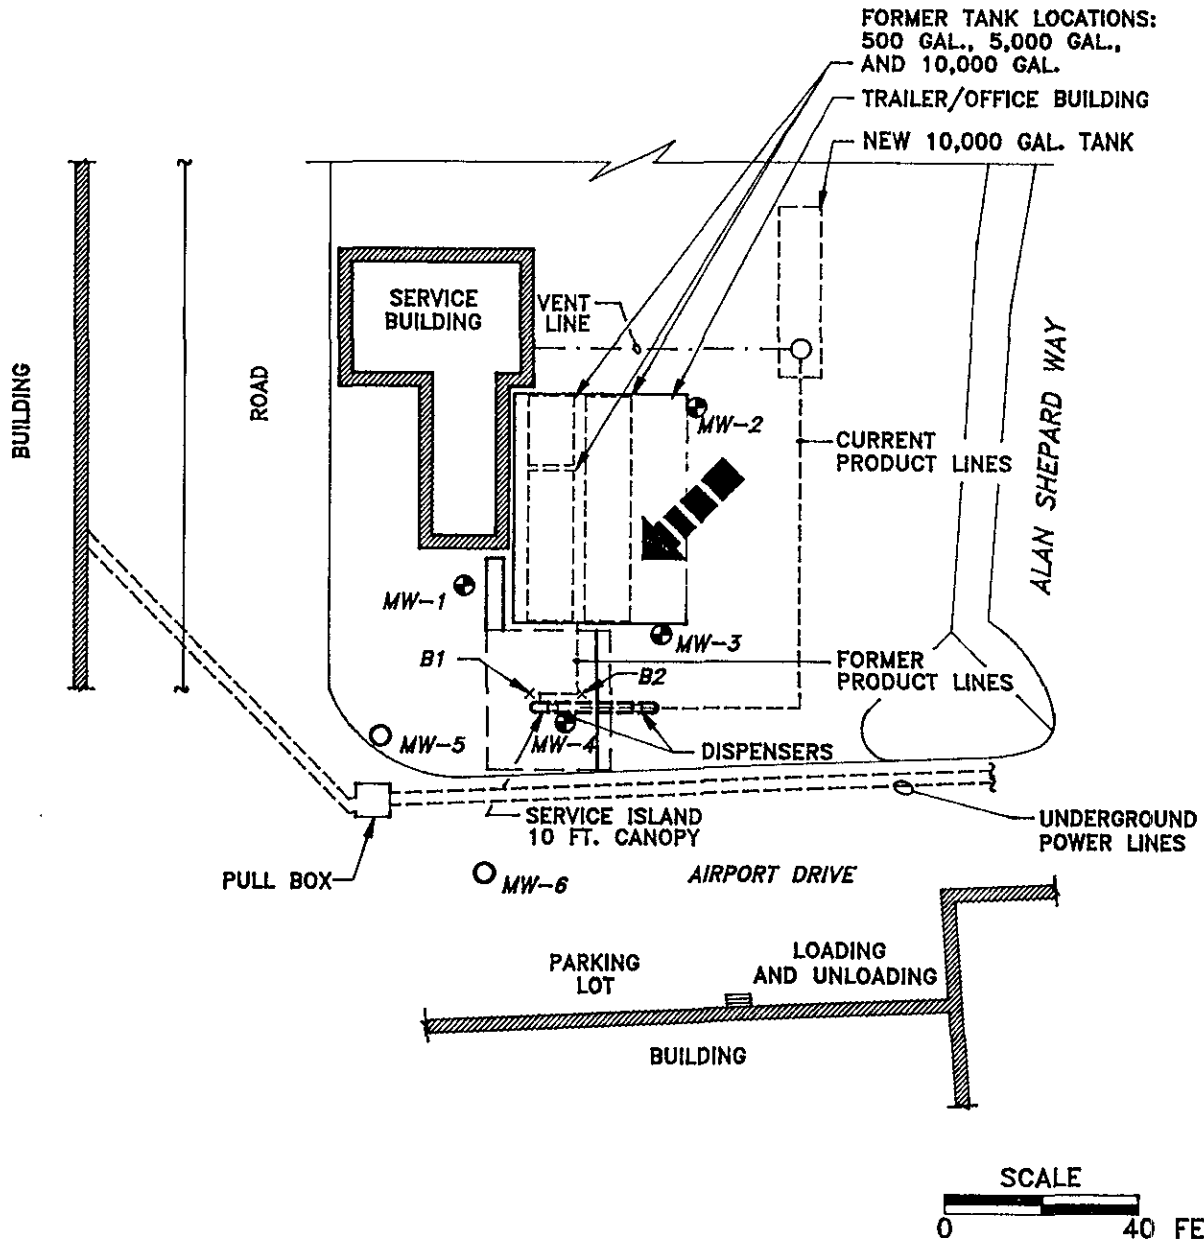 FORMER TANK LOCATIONS:
500 GAL., 5,000 GAL.,
AND 10,000 GAL.
TRAILER/OFFICE BUILDING
NEW 10,000 GAL. TANK
SERVICE
BUILDING
VENT
LINE
BUILDING
ROAD
ALAN SHEPARD WAY
MW-2
CURRENT
PRODUCT LINES
MW-1
MW-3
B1
B2
FORMER
PRODUCT LINES
MW-5
MW-4
DISPENSERS
SERVICE ISLAND
10 FT. CANOPY
UNDERGROUND
POWER LINES
PULL BOX
MW-6
AIRPORT DRIVE
PARKING
LOT
LOADING
AND UNLOADING
BUILDING
SCALE
0 40 FE